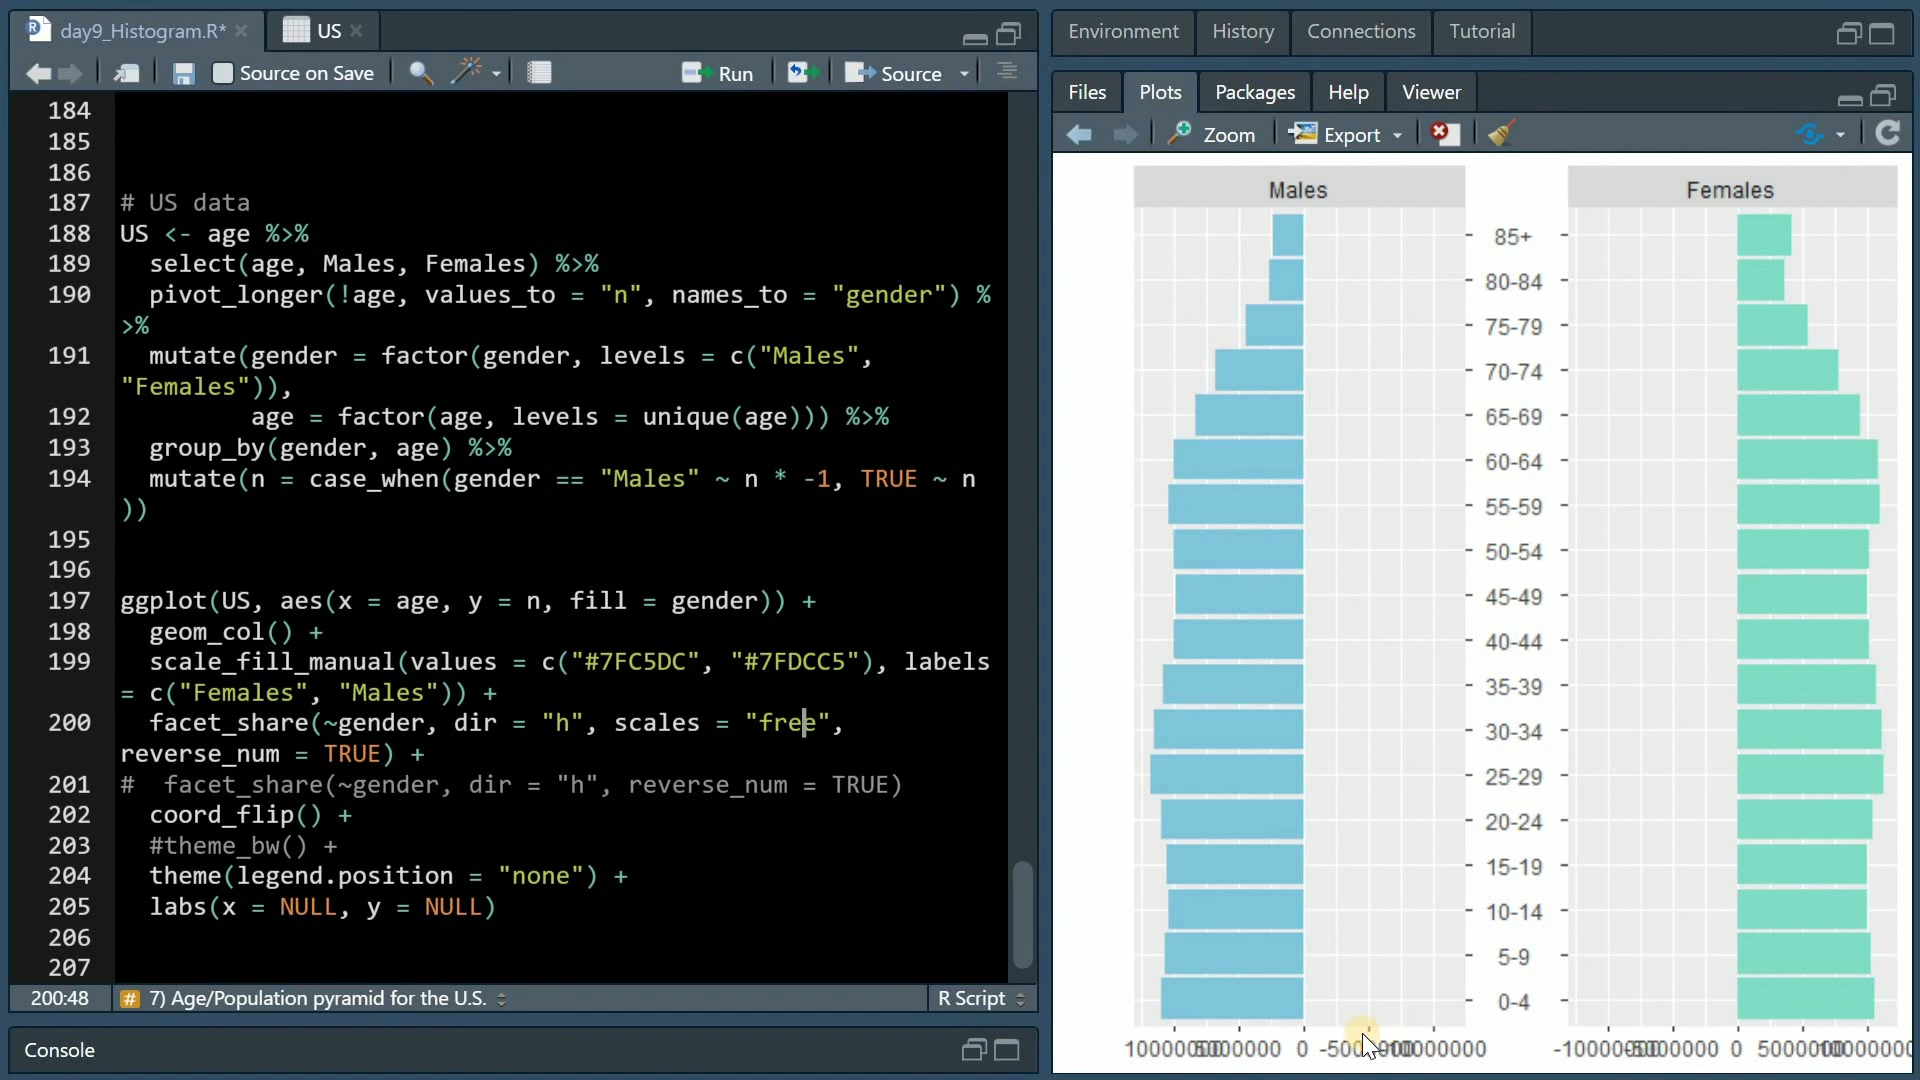 day9_Histogram.R*
US
Source on Save
Run
Source
184
185
186
187 # US data
188 US <- age %>%
189 select(age, Males, Females) %>%
190 pivot_longer(!age, values_to = "n", names_to = "gender") %
>%
191 mutate(gender = factor(gender, levels = c("Males",
"Females")),
192 age = factor(age, levels = unique(age))) %>%
193 group_by(gender, age) %>%
194 mutate(n = case_when(gender == "Males" ~ n * -1, TRUE ~ n
))
195
196
197 ggplot(US, aes(x = age, y = n, fill = gender)) +
198 geom_col() +
199 scale_fill_manual(values = c("#7FC5DC", "#7FDCC5"), labels
= c("Females", "Males")) +
200 facet_share(~gender, dir = "h", scales = "free",
reverse_num = TRUE) +
201 # facet_share(~gender, dir = "h", reverse_num = TRUE)
202 coord_flip() +
203 #theme_bw() +
204 theme(legend.position = "none") +
205 labs(x = NULL, y = NULL)
206
207
200:48
# 7) Age/Population pyramid for the U.S.
R Script
Console
Environment History Connections Tutorial
Files Plots Packages Help Viewer
Zoom Export
Males
Females
85+
80-84
75-79
70-74
65-69
60-64
55-59
50-54
45-49
40-44
35-39
30-34
25-29
20-24
15-19
10-14
5-9
0-4
0
0